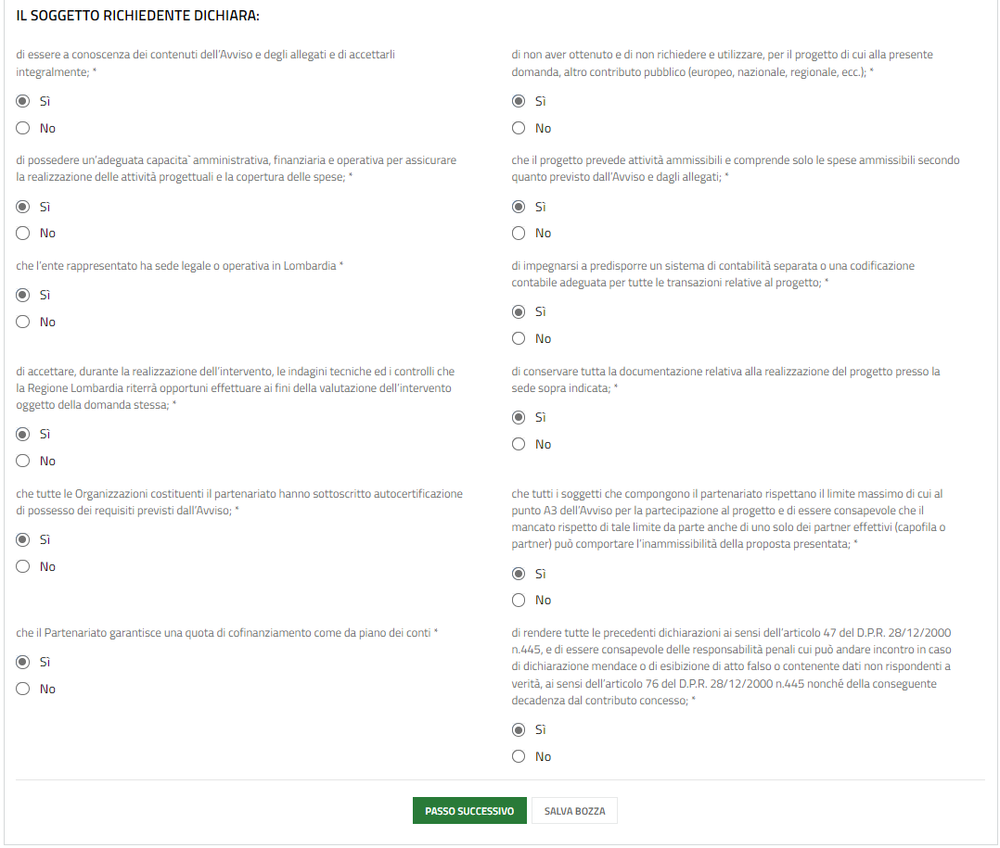 IL SOGGETTO RICHIEDENTE DICHIARA:
di essere a conoscenza dei contenuti dell'Avviso e degli allegati e di accettarli
integralmente; *
Sì
No
di non aver ottenuto e di non richiedere e utilizzare, per il progetto di cui alla presente
domanda, altro contributo pubblico (europeo, nazionale, regionale, ecc.); *
Sì
No
di possedere un'adeguata capacita` amministrativa, finanziaria e operativa per assicurare
la realizzazione delle attività progettuali e la copertura delle spese; *
Sì
No
che il progetto prevede attività ammissibili e comprende solo le spese ammissibili secondo
quanto previsto dall'Avviso e dagli allegati; *
Sì
No
che l'ente rappresentato ha sede legale o operativa in Lombardia *
Sì
No
di impegnarsi a predisporre un sistema di contabilità separata o una codificazione
contabile adeguata per tutte le transazioni relative al progetto; *
Sì
No
di accettare, durante la realizzazione dell'intervento, le indagini tecniche ed i controlli che
la Regione Lombardia riterrà opportuni effettuare ai fini della valutazione dell'intervento
oggetto della domanda stessa; *
Sì
No
di conservare tutta la documentazione relativa alla realizzazione del progetto presso la
sede sopra indicata; *
Sì
No
che tutte le Organizzazioni costituenti il partenariato hanno sottoscritto autocertificazione
di possesso dei requisiti previsti dall'Avviso; *
Sì
No
che tutti i soggetti che compongono il partenariato rispettano il limite massimo di cui al
punto A3 dell'Avviso per la partecipazione al progetto e di essere consapevole che il
mancato rispetto di tale limite da parte anche di uno solo dei partner effettivi (capofila o
partner) può comportare l'inammissibilità della proposta presentata; *
Sì
No
che il Partenariato garantisce una quota di cofinanziamento come da piano dei conti *
Sì
No
di rendere tutte le precedenti dichiarazioni ai sensi dell'articolo 47 del D.P.R. 28/12/2000
n.445, e di essere consapevole delle responsabilità penali cui può andare incontro in caso
di dichiarazione mendace o di esibizione di atto falso o contenente dati non rispondenti a
verità, ai sensi dell'articolo 76 del D.P.R. 28/12/2000 n.445 nonché della conseguente
decadenza dal contributo concesso; *
Sì
No
PASSO SUCCESSIVO
SALVA BOZZA